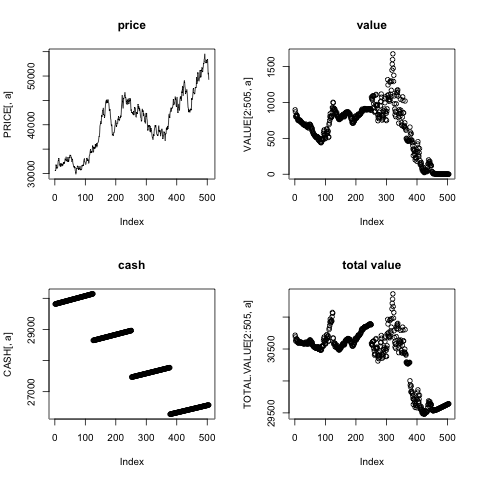 price
PRICE[, a]
30000 40000 50000
0 100 200 300 400 500
Index
value
VALUE[2:505, a]
0 500 1000 1500
0 100 200 300 400 500
Index
cash
CASH[, a]
27000 29000
0 100 200 300 400 500
Index
total value
TOTAL.VALUE[2:505, a]
29500 30500
0 100 200 300 400 500
Index